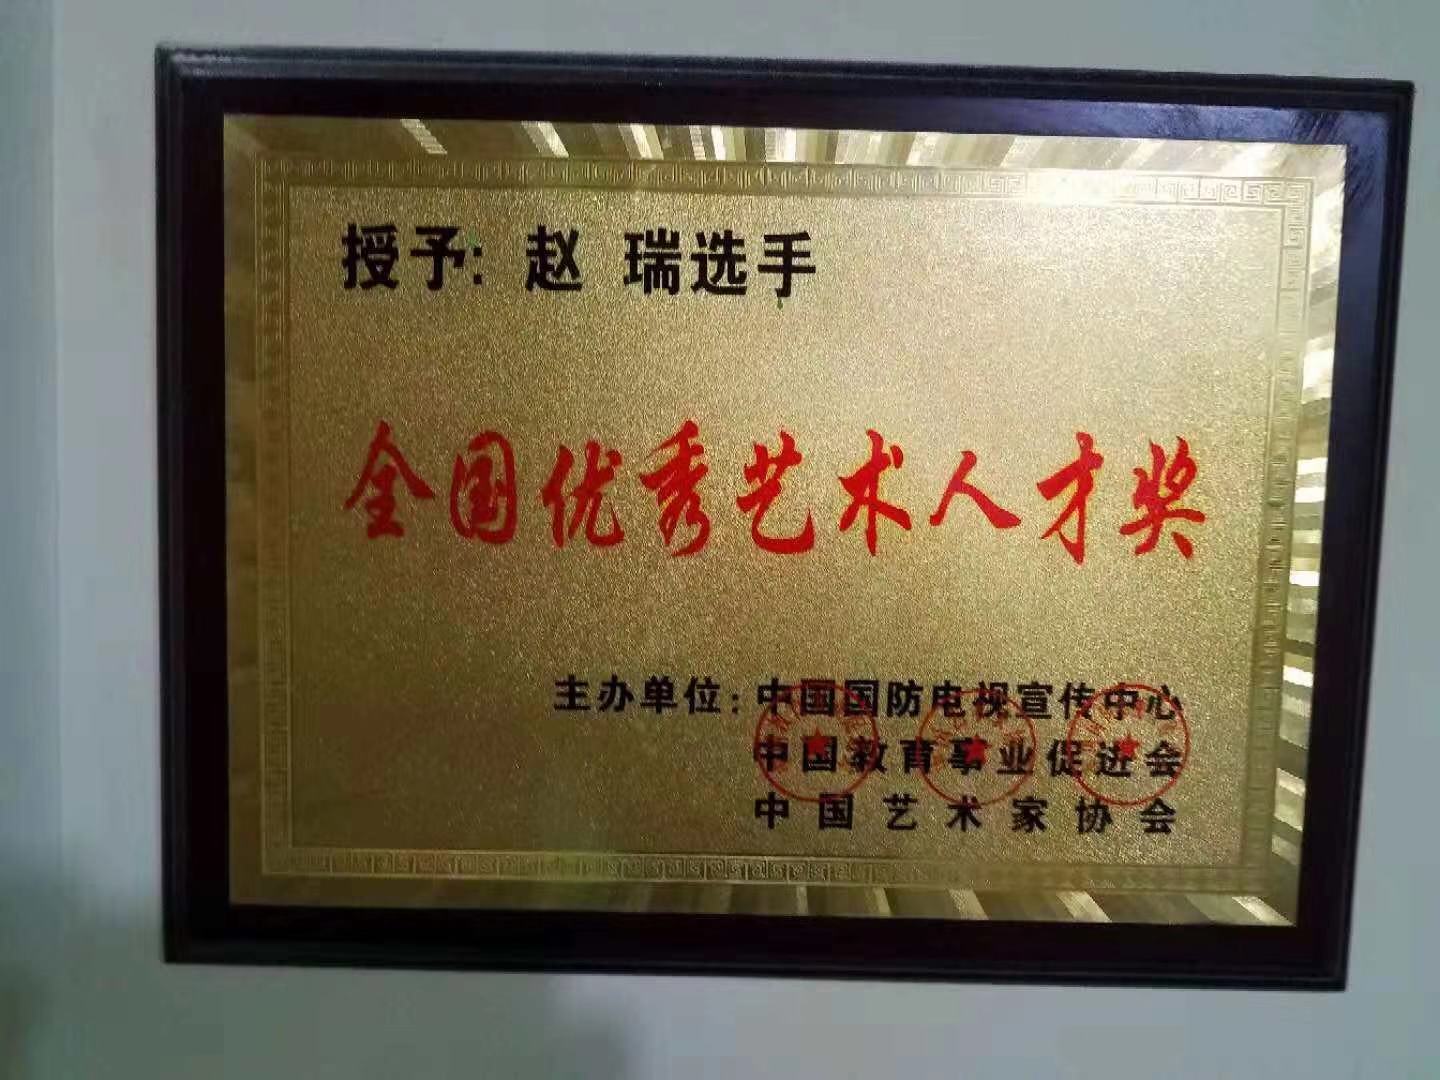 授予：赵 瑞选手
全国优秀艺术人才奖
主办单位：中国国防电视宣传中心
中国教育事业促进会
中国艺术家协会